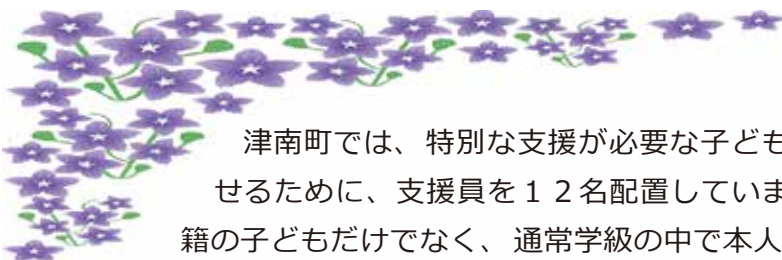 津南町では、特別な支援が必要な子ども
せるために、支援員を１２名配置していま
籍の子どもだけでなく、通常学級の中で本人